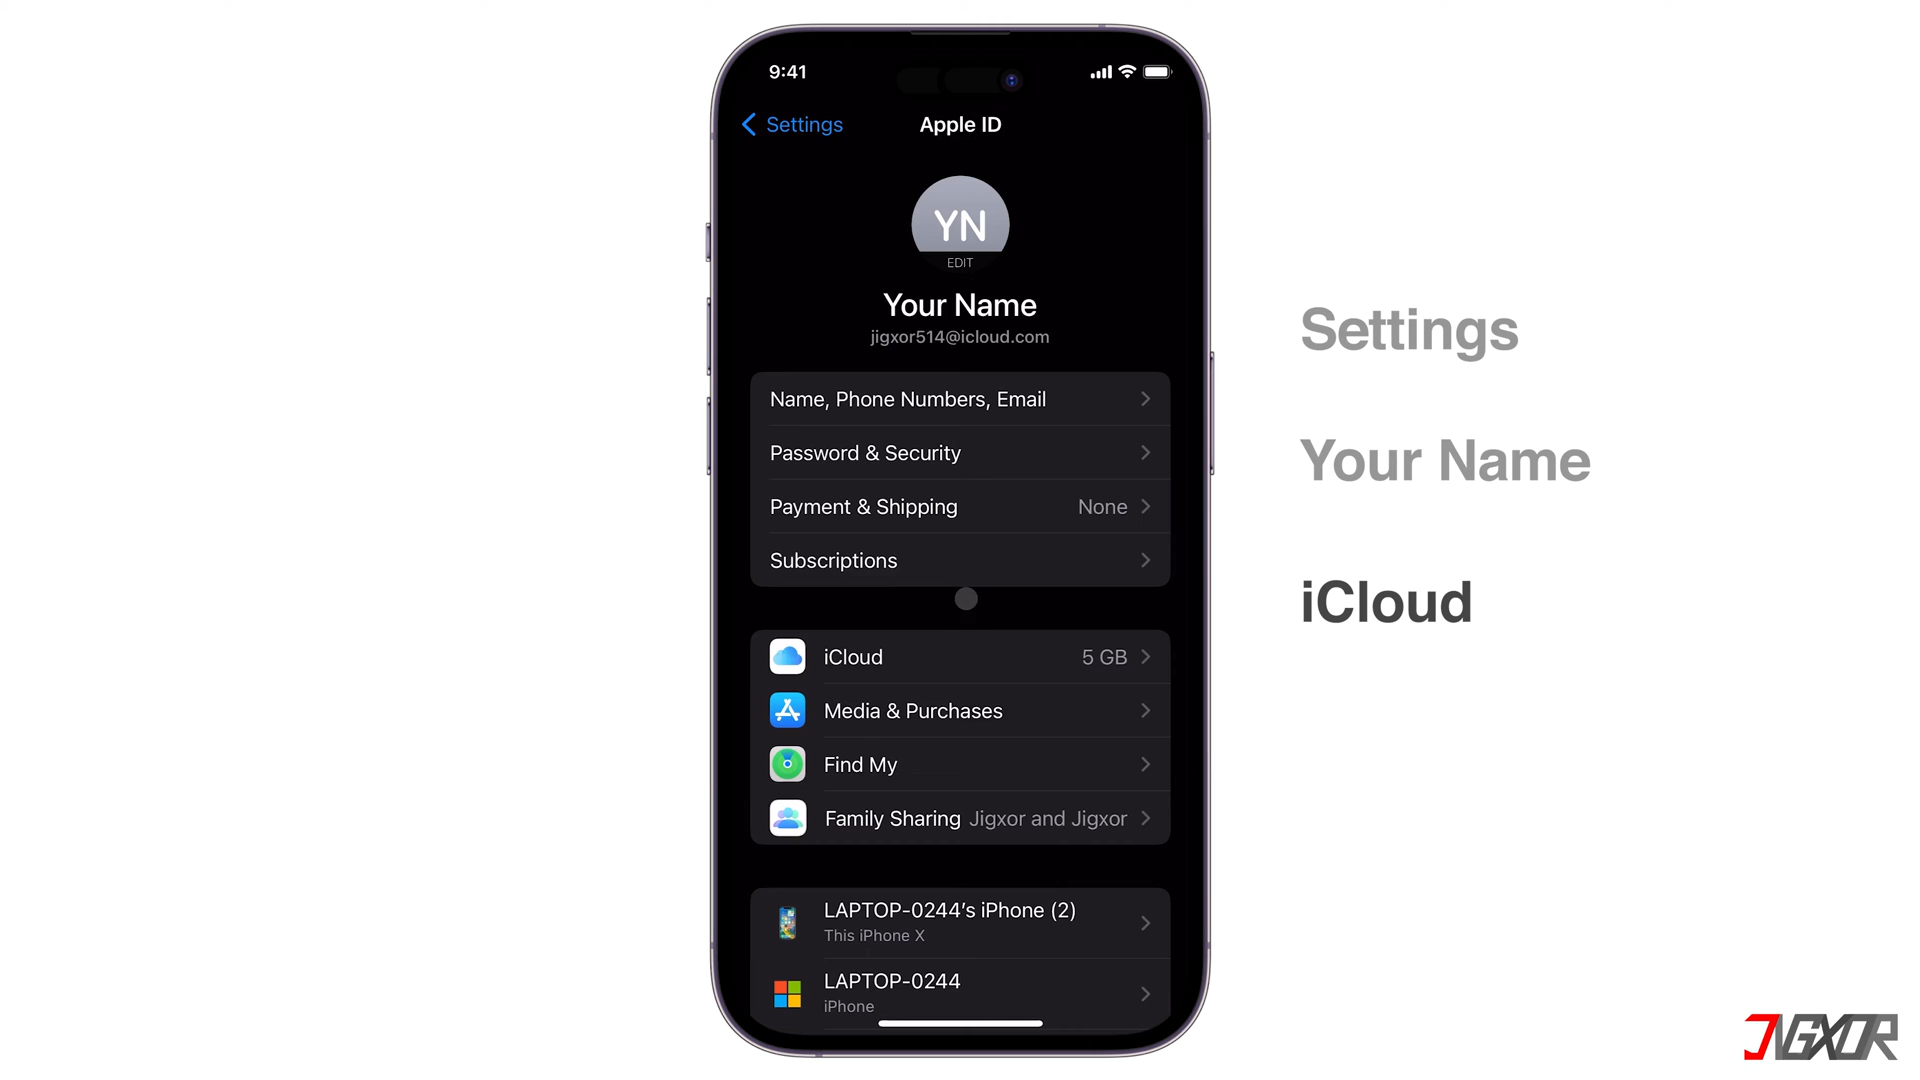 9:41
Settings
Apple ID
YN
EDIT
Your Name
jigxor514@icloud.com
Name, Phone Numbers, Email
Password & Security
Payment & Shipping None
Subscriptions
iCloud 5 GB
Media & Purchases
Find My
Family Sharing Jigxor and Jigxor
LAPTOP-0244’s iPhone (2)
This iPhone X
LAPTOP-0244
iPhone
Settings
Your Name
iCloud
JIGXOR